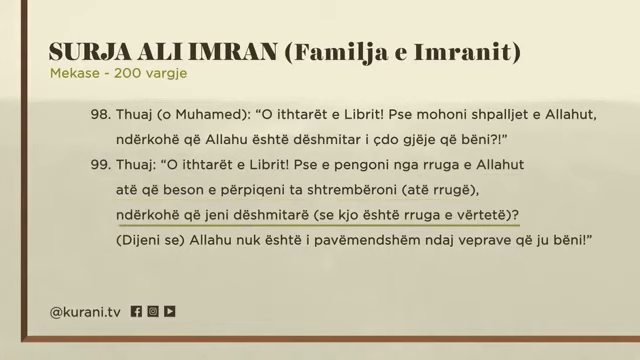 SURJA ALI IMRAN (Familja e Imranit)
Mekase - 200 vargje
98. Thuaj (o Muhamed): “O ithtarët e Librit! Pse mohoni shpalljet e Allahut,
ndërkohë që Allahu është dëshmitar i çdo gjëje që bëni?!”
99. Thuaj: “O ithtarët e Librit! Pse e pengoni nga rruga e Allahut
atë që beson e përpiqeni ta shtrembëroni (atë rrugë),
ndërkohë që jeni dëshmitarë (se kjo është rruga e vërtetë)?
(Dijeni se) Allahu nuk është i pavëmendshëm ndaj veprave që ju bëni!”
@kurani.tv